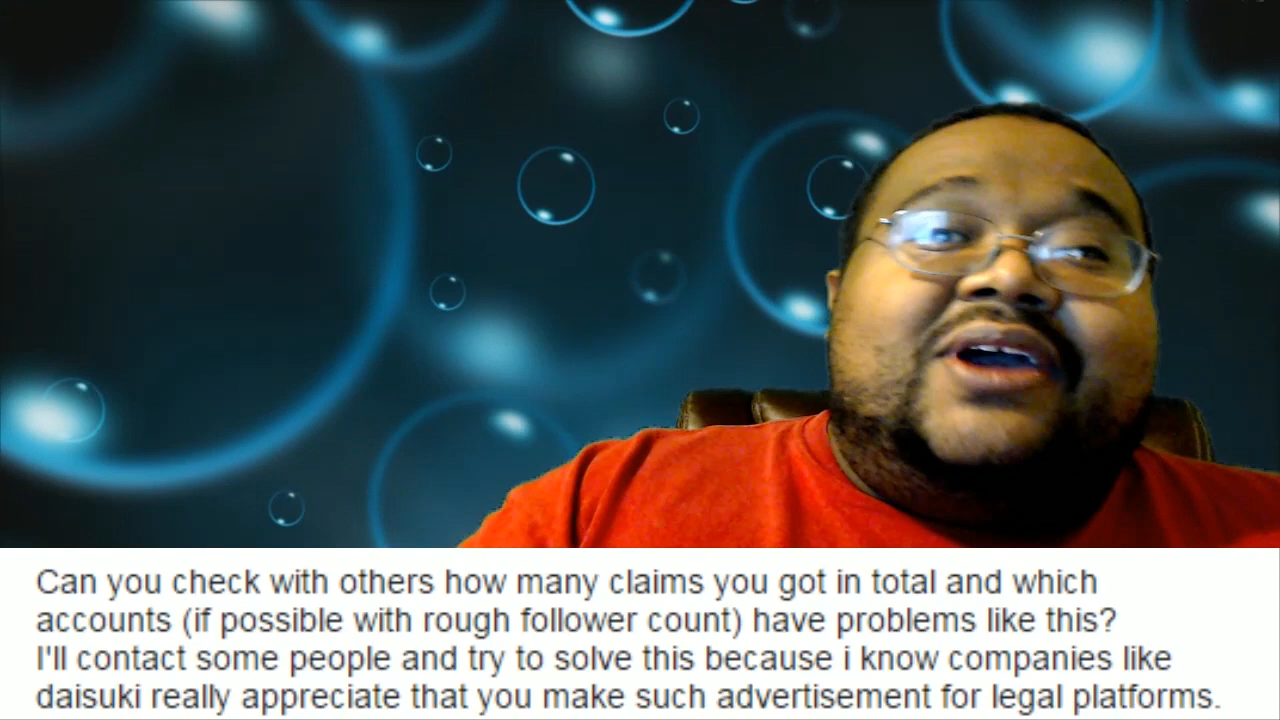 Can you check with others how many claims you got in total and which
accounts (if possible with rough follower count) have problems like this?
I'll contact some people and try to solve this because i know companies like
daisuki really appreciate that you make such advertisement for legal platforms.